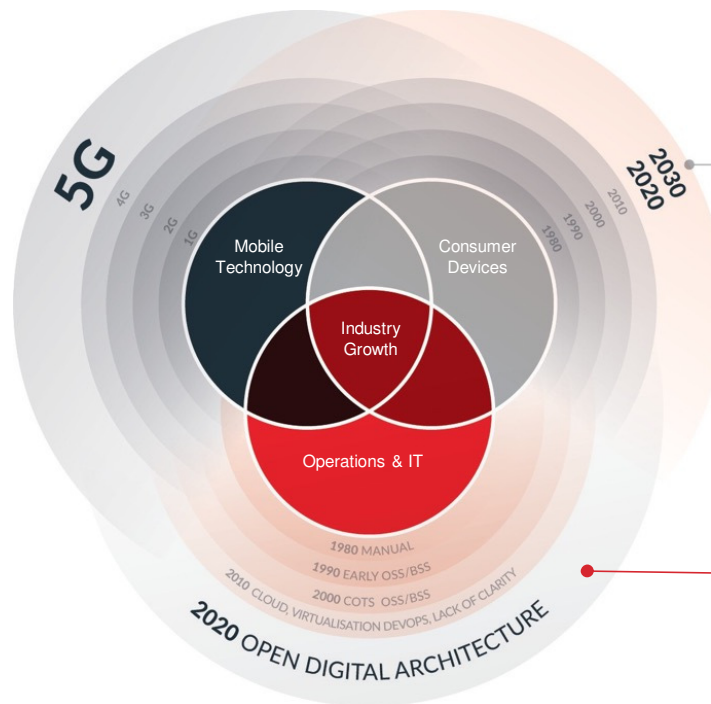 5G
4G
3G
2G
1G
2030
2020
2010
2000
1990
1980
Mobile
Technology
Consumer
Devices
Industry
Growth
Operations & IT
1980 MANUAL
1990 EARLY OSS/BSS
2000 COTS OSS/BSS
2010 CLOUD, VIRTUALISATION DEVOPS, LACK OF CLARITY
2020 OPEN DIGITAL ARCHITECTURE